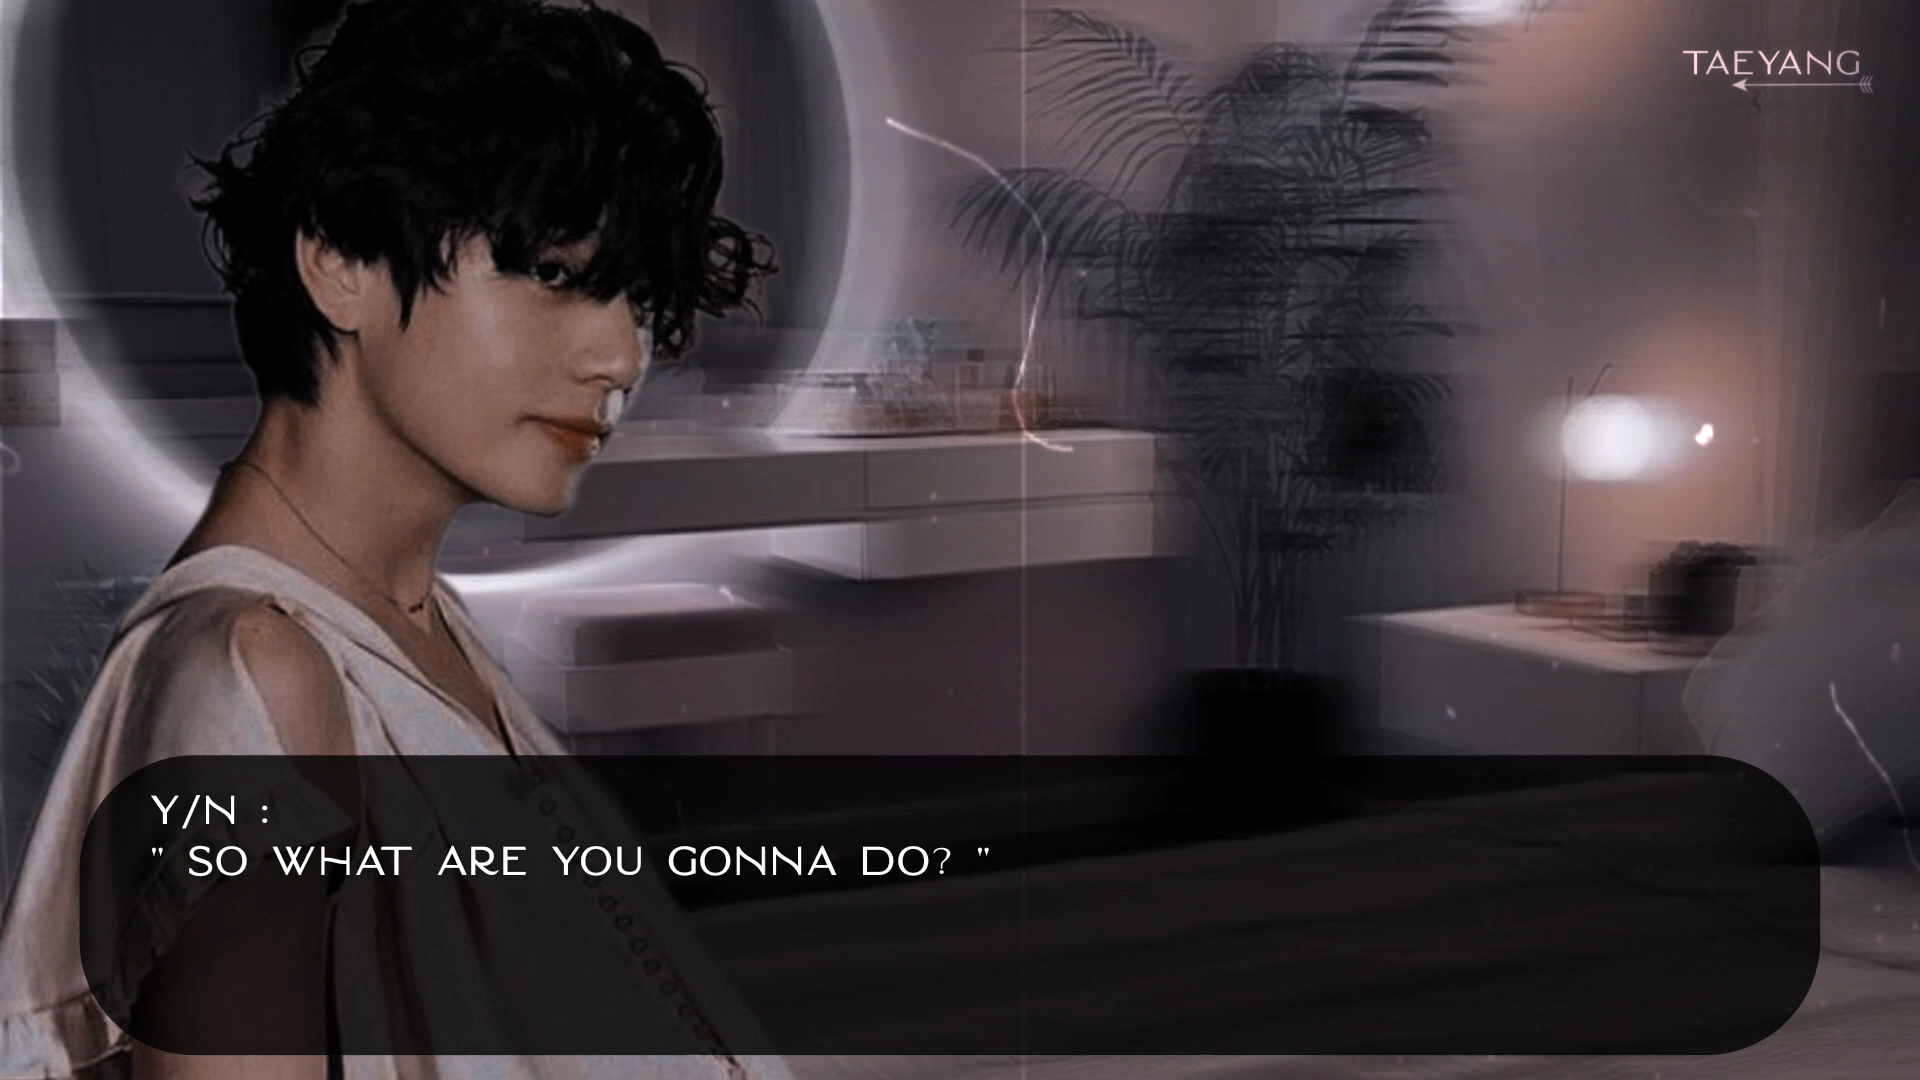 TAEYANG
Y/N :
" SO WHAT ARE YOU GONNA DO? "